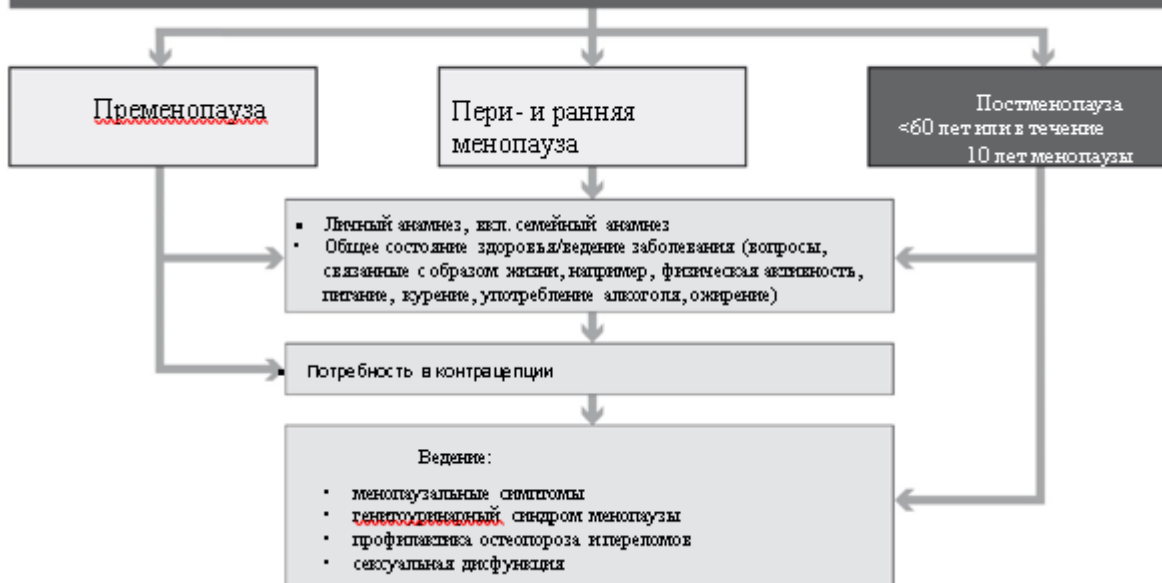 Пременопауза
Пери- и ранняя
менопауза
Постменопауза
<60 лет или в течение
10 лет менопаузы
▪ Личный анамнез, вкл. семейный анамнез
• Общее состояние здоровья/ведение заболевания (вопросы,
связанные с образом жизни, например, физическая активность,
питание, курение, употребление алкоголя, ожирение)
▪ Потребность в контрацепции
Ведение:
• менопаузальные симптомы
• генитоуринарный синдром менопаузы
• профилактика остеопороза и переломов
• сексуальная дисфункция